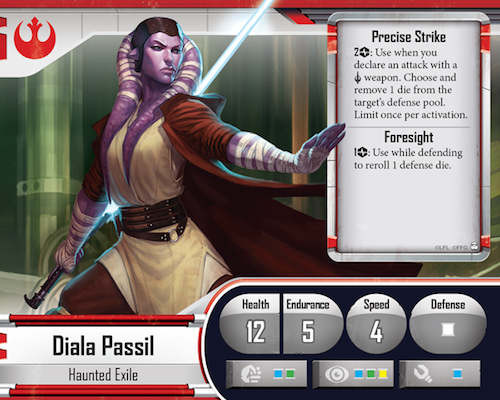 Precise Strike
2: Use when you
declare an attack with a
weapon. Choose and
remove 1 die from the
target's defense pool.
Limit once per activation.
Foresight
1: Use while defending
to reroll 1 defense die.
©LFL ©FFG
Health
Endurance
Speed
Defense
12
5
4
Diala Passil
Haunted Exile